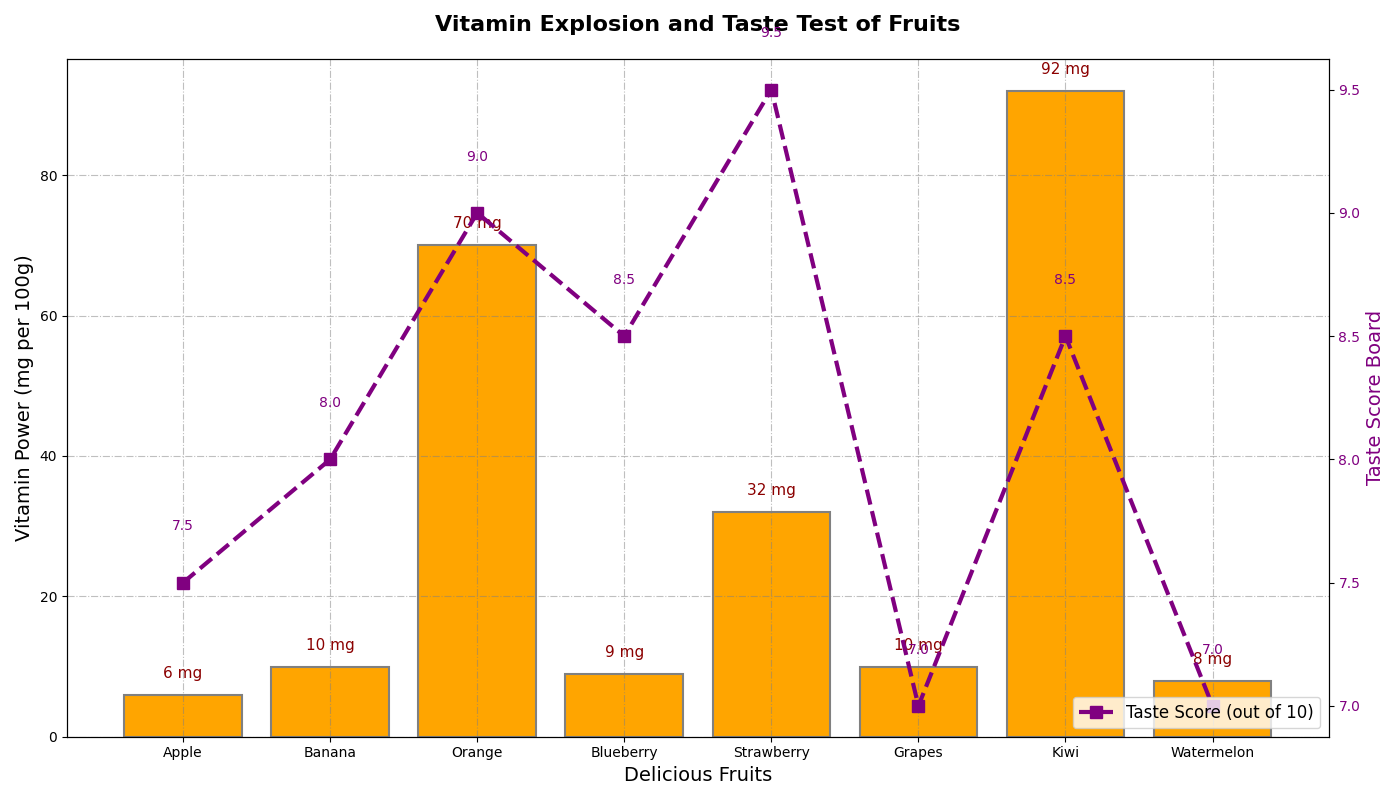 Vitamin Explosion and Taste Test of Fruits
9.5
92 mg
9.5
9.0
80
70 mg
9.0
8.5
8.5
60
8.5
Vitamin Power (mg per 100g)
Taste Score Board
8.0
40
8.0
32 mg
7.5
20
7.5
6 mg
10 mg
9 mg
10 mg
7.0
7.0
8 mg
7.0
Taste Score (out of 10)
0
Apple Banana Orange Blueberry Strawberry Grapes Kiwi Watermelon
Delicious Fruits